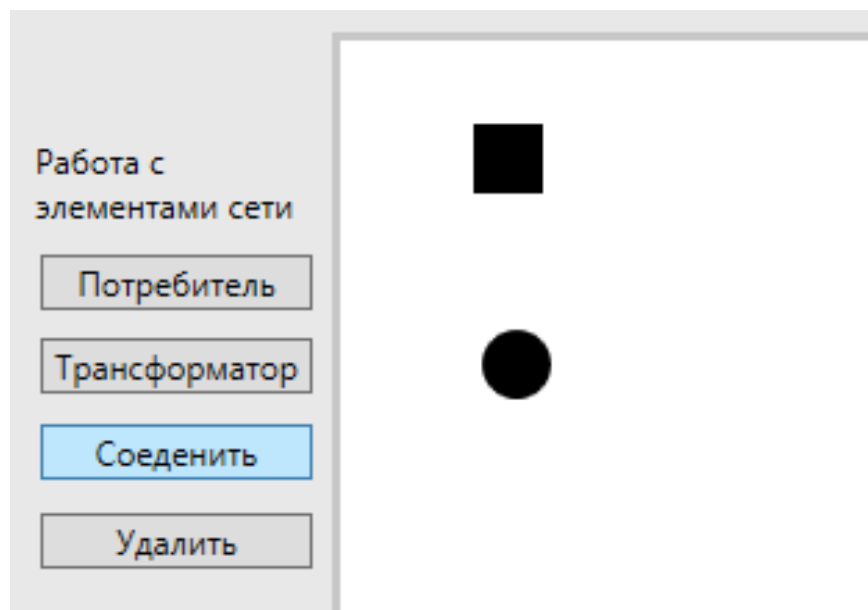 Работа с
элементами сети
Потребитель
Трансформатор
Соеденить
Удалить